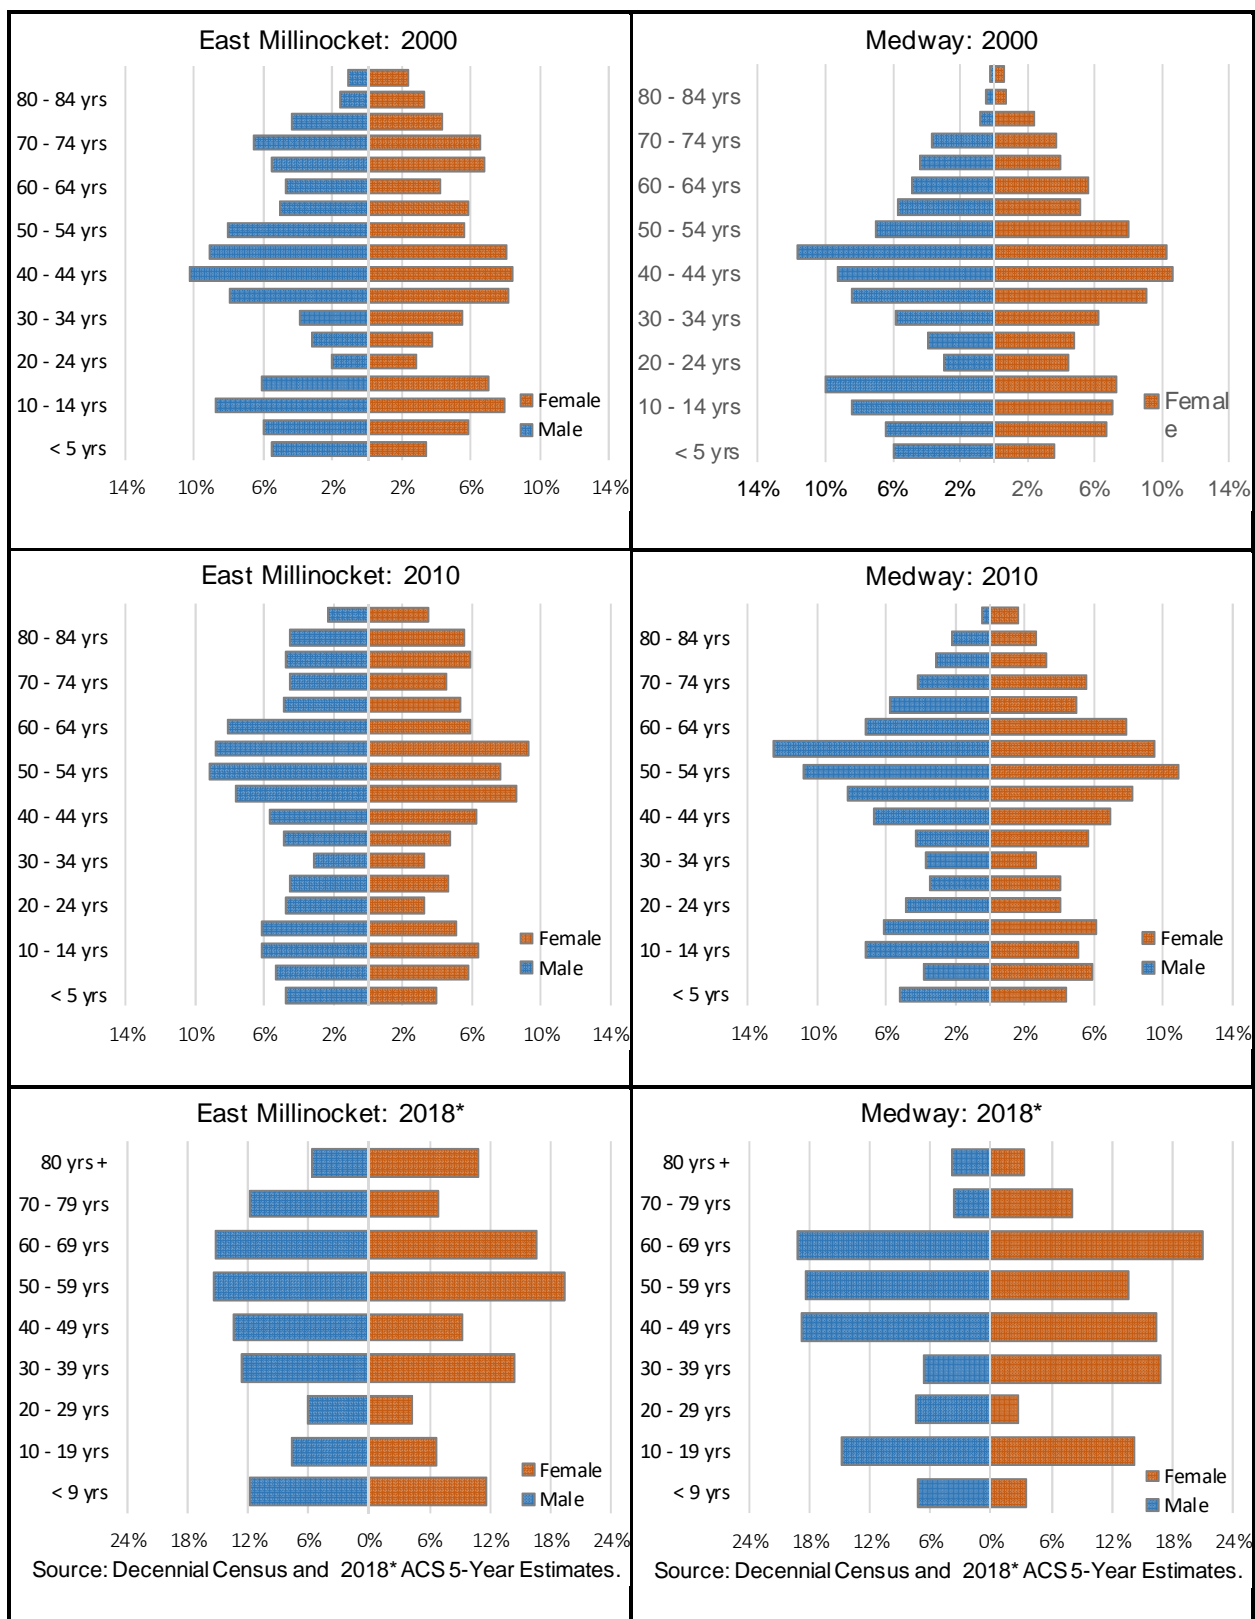 East Millinocket: 2000
80 - 84 yrs
70 - 74 yrs
60 - 64 yrs
50 - 54 yrs
40 - 44 yrs
30 - 34 yrs
20 - 24 yrs
10 - 14 yrs
< 5 yrs
Female
Male
14% 10% 6% 2% 2% 6% 10% 14%
Medway: 2000
80 - 84 yrs
70 - 74 yrs
60 - 64 yrs
50 - 54 yrs
40 - 44 yrs
30 - 34 yrs
20 - 24 yrs
10 - 14 yrs
< 5 yrs
Femal
e
14% 10% 6% 2% 2% 6% 10% 14%
East Millinocket: 2010
80 - 84 yrs
70 - 74 yrs
60 - 64 yrs
50 - 54 yrs
40 - 44 yrs
30 - 34 yrs
20 - 24 yrs
10 - 14 yrs
< 5 yrs
Female
Male
14% 10% 6% 2% 2% 6% 10% 14%
Medway: 2010
80 - 84 yrs
70 - 74 yrs
60 - 64 yrs
50 - 54 yrs
40 - 44 yrs
30 - 34 yrs
20 - 24 yrs
10 - 14 yrs
< 5 yrs
Female
Male
14% 10% 6% 2% 2% 6% 10% 14%
East Millinocket: 2018*
80 yrs +
70 - 79 yrs
60 - 69 yrs
50 - 59 yrs
40 - 49 yrs
30 - 39 yrs
20 - 29 yrs
10 - 19 yrs
< 9 yrs
Female
Male
24% 18% 12% 6% 0% 6% 12% 18% 24%
Source: Decennial Census and 2018* ACS 5-Year Estimates.
Medway: 2018*
80 yrs +
70 - 79 yrs
60 - 69 yrs
50 - 59 yrs
40 - 49 yrs
30 - 39 yrs
20 - 29 yrs
10 - 19 yrs
< 9 yrs
Female
Male
24% 18% 12% 6% 0% 6% 12% 18% 24%
Source: Decennial Census and 2018* ACS 5-Year Estimates.